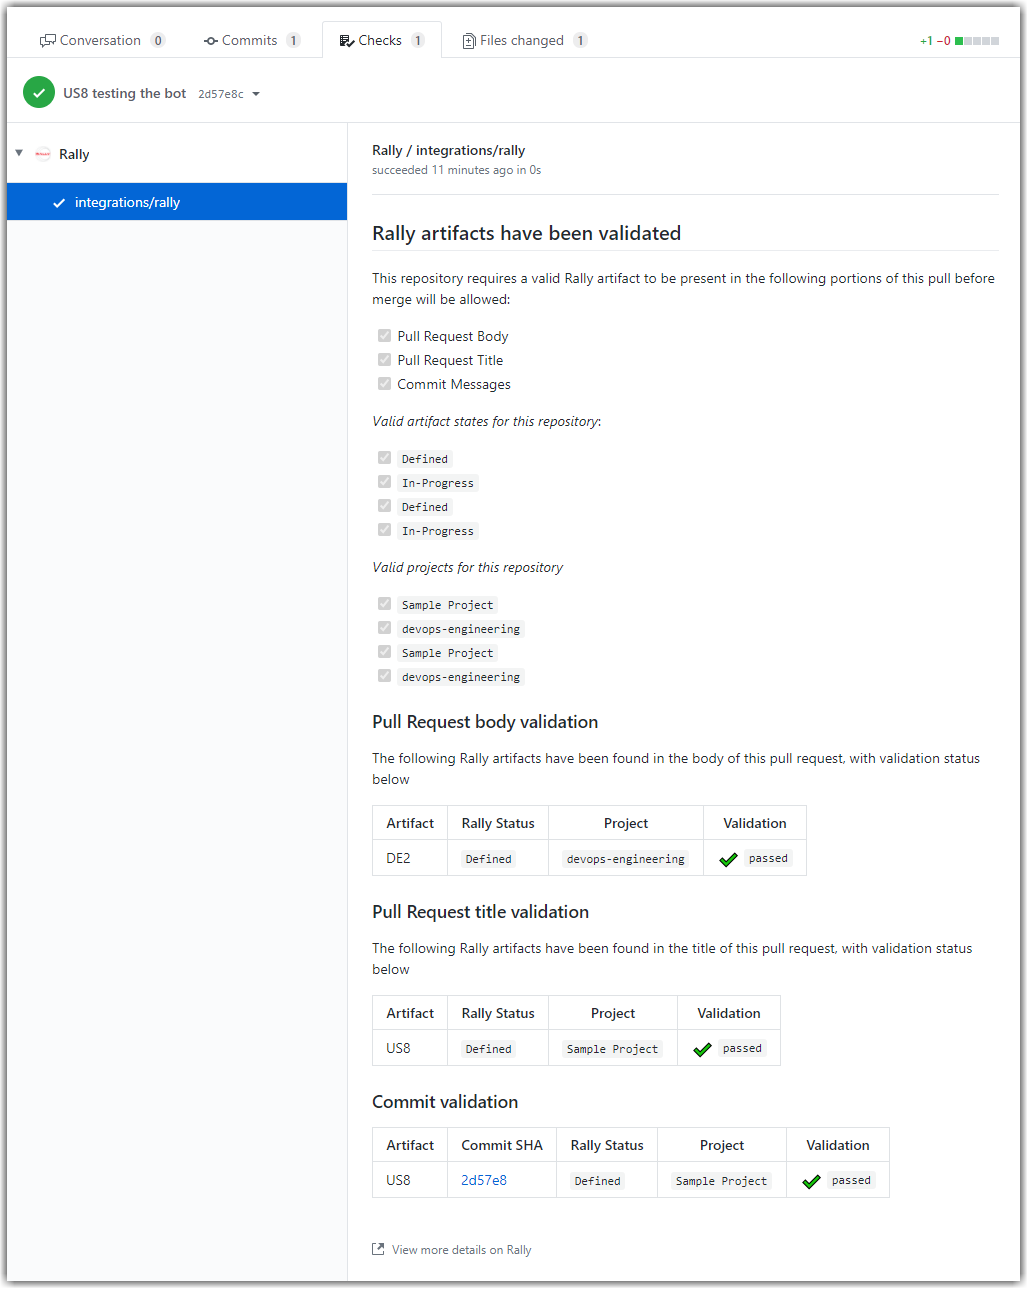 Conversation 0 Commits 1 Checks 1 Files changed 1 +1 −0
US8 testing the bot 2d57e8c
Rally
integrations/rally
Rally / integrations/rally
succeeded 11 minutes ago in 0s
Rally artifacts have been validated
This repository requires a valid Rally artifact to be present in the following portions of this pull before
merge will be allowed:
Pull Request Body
Pull Request Title
Commit Messages
Valid artifact states for this repository:
Defined
In-Progress
Defined
In-Progress
Valid projects for this repository
Sample Project
devops-engineering
Sample Project
devops-engineering
Pull Request body validation
The following Rally artifacts have been found in the body of this pull request, with validation status
below
Artifact Rally Status Project Validation
DE2 Defined devops-engineering passed
Pull Request title validation
The following Rally artifacts have been found in the title of this pull request, with validation status
below
Artifact Rally Status Project Validation
US8 Defined Sample Project passed
Commit validation
Artifact Commit SHA Rally Status Project Validation
US8 2d57e8 Defined Sample Project passed
View more details on Rally